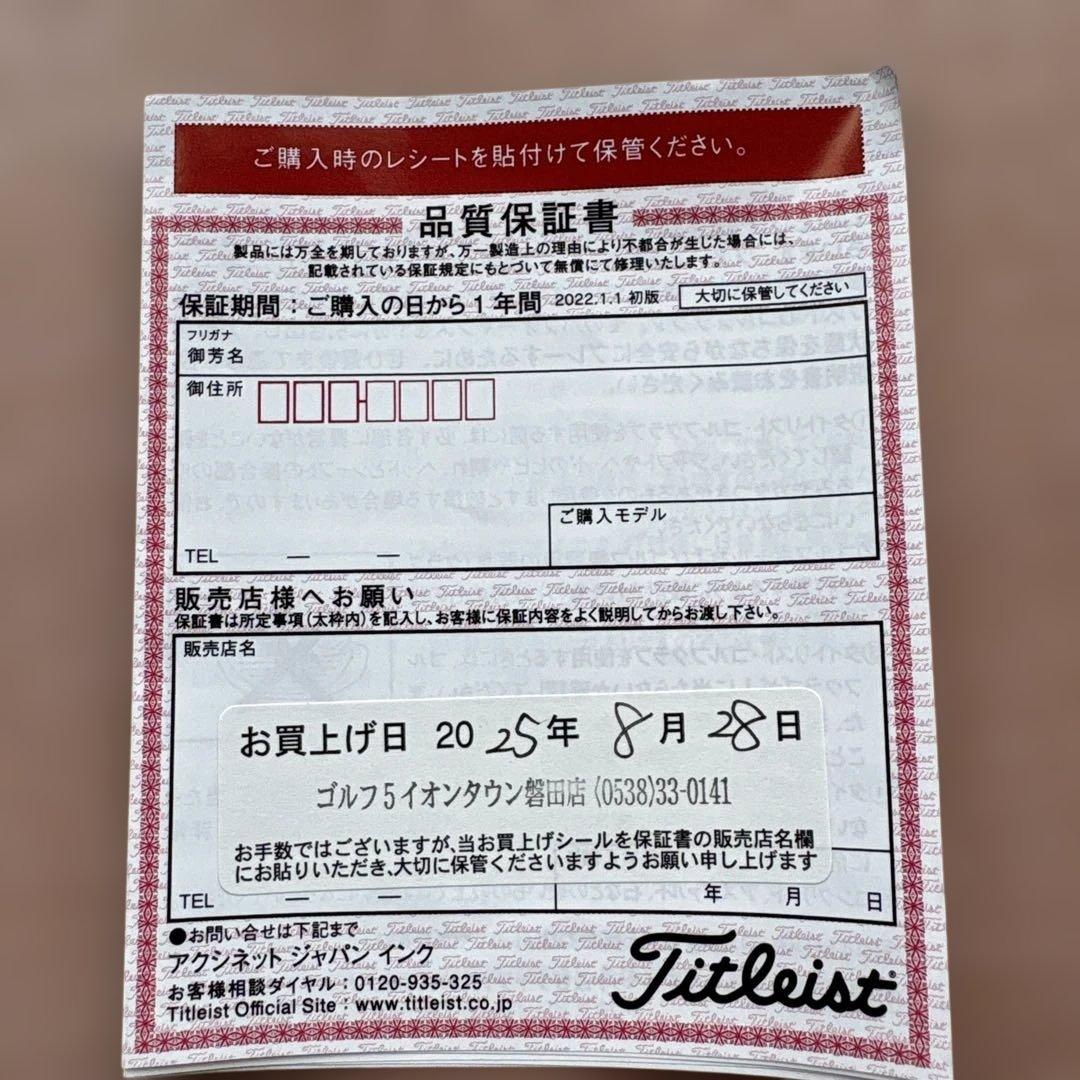 ご購入時のレシートを貼付けて保管ください。
品質保証書
製品には万全を期しておりますが、万一製造上の理由により不都合が生じた場合には、
記載されている保証規定にもとづいて無償にて修理いたします。
保証期間：ご購入の日から1年間 2022.1.1 初版 大切に保管してください
フリガナ
御芳名
御住所
ご購入モデル
TEL — —
販売店様へお願い
保証書は所定事項(太枠内)を記入し、お客様に保証内容をよく説明してからお渡し下さい。
販売店名
お買上げ日 2025年 8月 28日
ゴルフ5イオンタウン磐田店 (0538)33-0141
お手数ではございますが、当お買上げシールを保証書の販売店名欄
にお貼りいただき、大切に保管くださいますようお願い申し上げます
TEL — — 年 月 日
●お問い合せは下記まで
アクシネット ジャパン インク
お客様相談ダイヤル：0120-935-325
Titleist Official Site：www.titleist.co.jp
Titleist